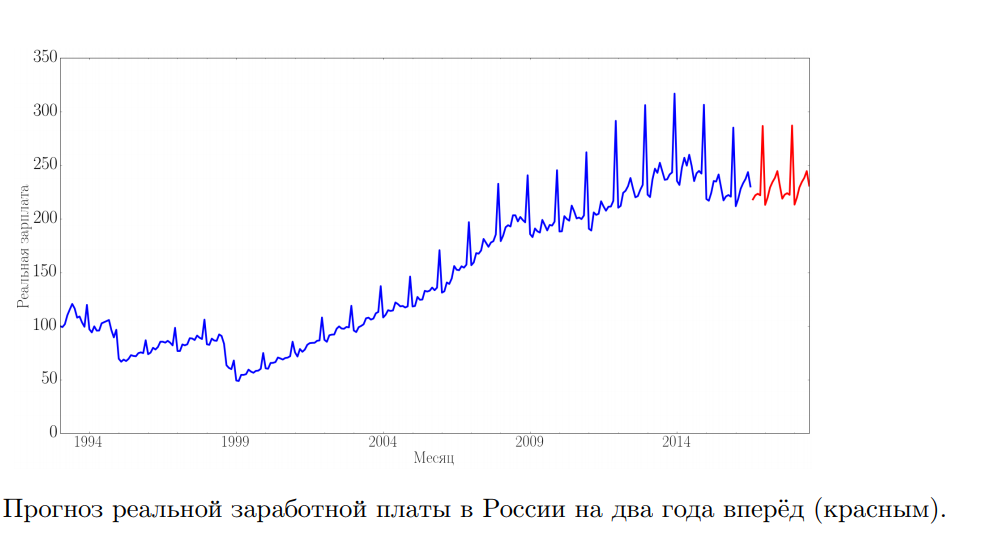 350
300
250
200
150
100
50
0
Реальная зарплата
1994 1999 2004 2009 2014
Месяц
Прогноз реальной заработной платы в России на два года вперёд (красным).